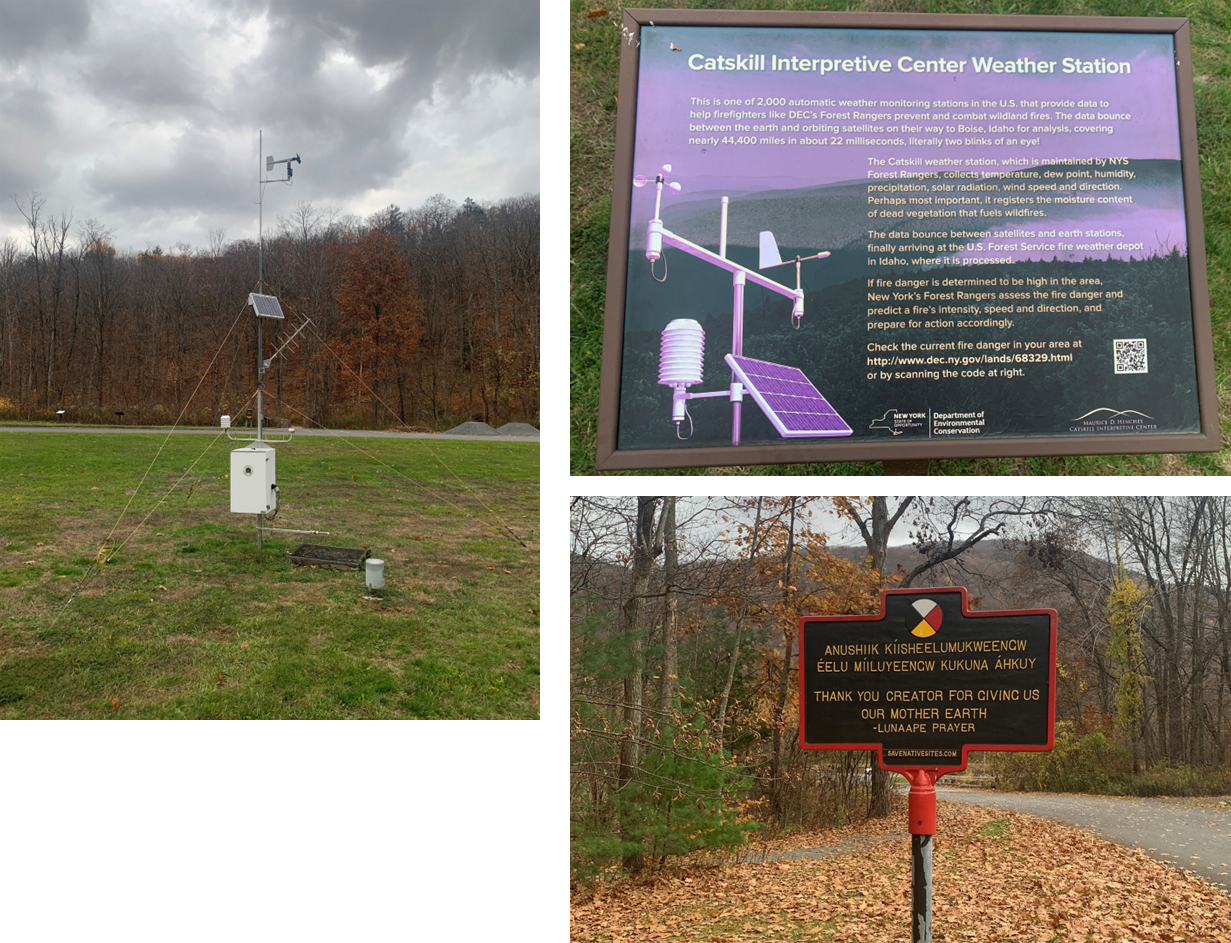 Catskill Interpretive Center Weather Station
This is one of 2,000 automatic weather monitoring stations in the U.S. that provide data to
help firefighters like DEC's Forest Rangers prevent and combat wildland fires. The data bounce
between the earth and orbiting satellites on their way to Boise, Idaho for analysis, covering
nearly 44,400 miles in about 22 milliseconds, literally two blinks of an eye!
The Catskill weather station, which is maintained by NYS
Forest Rangers, collects temperature, dew point, humidity,
precipitation, solar radiation, wind speed and direction.
Perhaps most important, it registers the moisture content
of dead vegetation that fuels wildfires.
The data bounce between satellites and earth stations,
finally arriving at the U.S. Forest Service fire weather depot
in Idaho, where it is processed.
If fire danger is determined to be high in the area,
New York's Forest Rangers assess the fire danger and
predict a fire's intensity, speed and direction, and
prepare for action accordingly.
Check the current fire danger in your area at
http://www.dec.ny.gov/lands/68329.html
or by scanning the code at right.
NEW YORK
STATE OF
OPPORTUNITY
Department of
Environmental
Conservation
MAURICE D. HINCHEY
CATSKILL INTERPRETIVE CENTER
ANUSHIIK KÍISHEELUMUKWEENGW
ÉELU MÍILUYEENGW KUKUNA ÁHKUY
THANK YOU CREATOR FOR GIVING US
OUR MOTHER EARTH
-LUNAAPE PRAYER
SAVENATIVESITES.COM